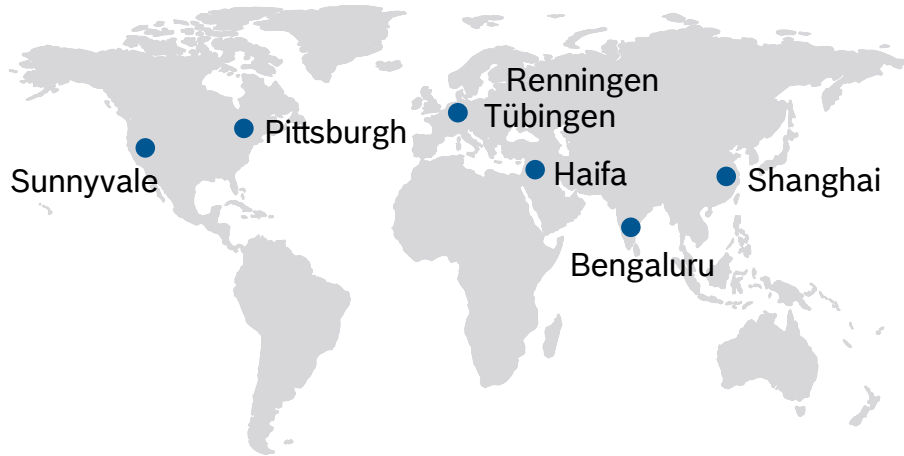 Renningen
Tübingen
Pittsburgh
Sunnyvale
Haifa
Shanghai
Bengaluru